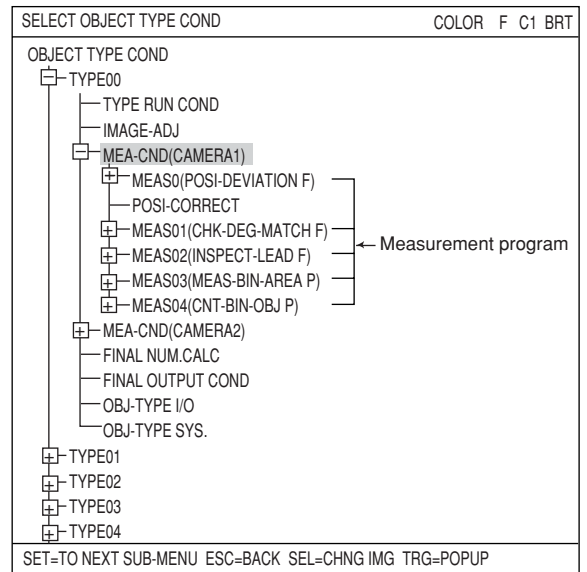 SELECT OBJECT TYPE COND COLOR F C1 BRT
OBJECT TYPE COND
TYPE00
TYPE RUN COND
IMAGE-ADJ
MEA-CND(CAMERA1)
MEAS0(POSI-DEVIATION F)
POSI-CORRECT
MEAS01(CHK-DEG-MATCH F)
← Measurement program
MEAS02(INSPECT-LEAD F)
MEAS03(MEAS-BIN-AREA P)
MEAS04(CNT-BIN-OBJ P)
MEA-CND(CAMERA2)
FINAL NUM.CALC
FINAL OUTPUT COND
OBJ-TYPE I/O
OBJ-TYPE SYS.
TYPE01
TYPE02
TYPE03
TYPE04
SET=TO NEXT SUB-MENU ESC=BACK SEL=CHNG IMG TRG=POPUP